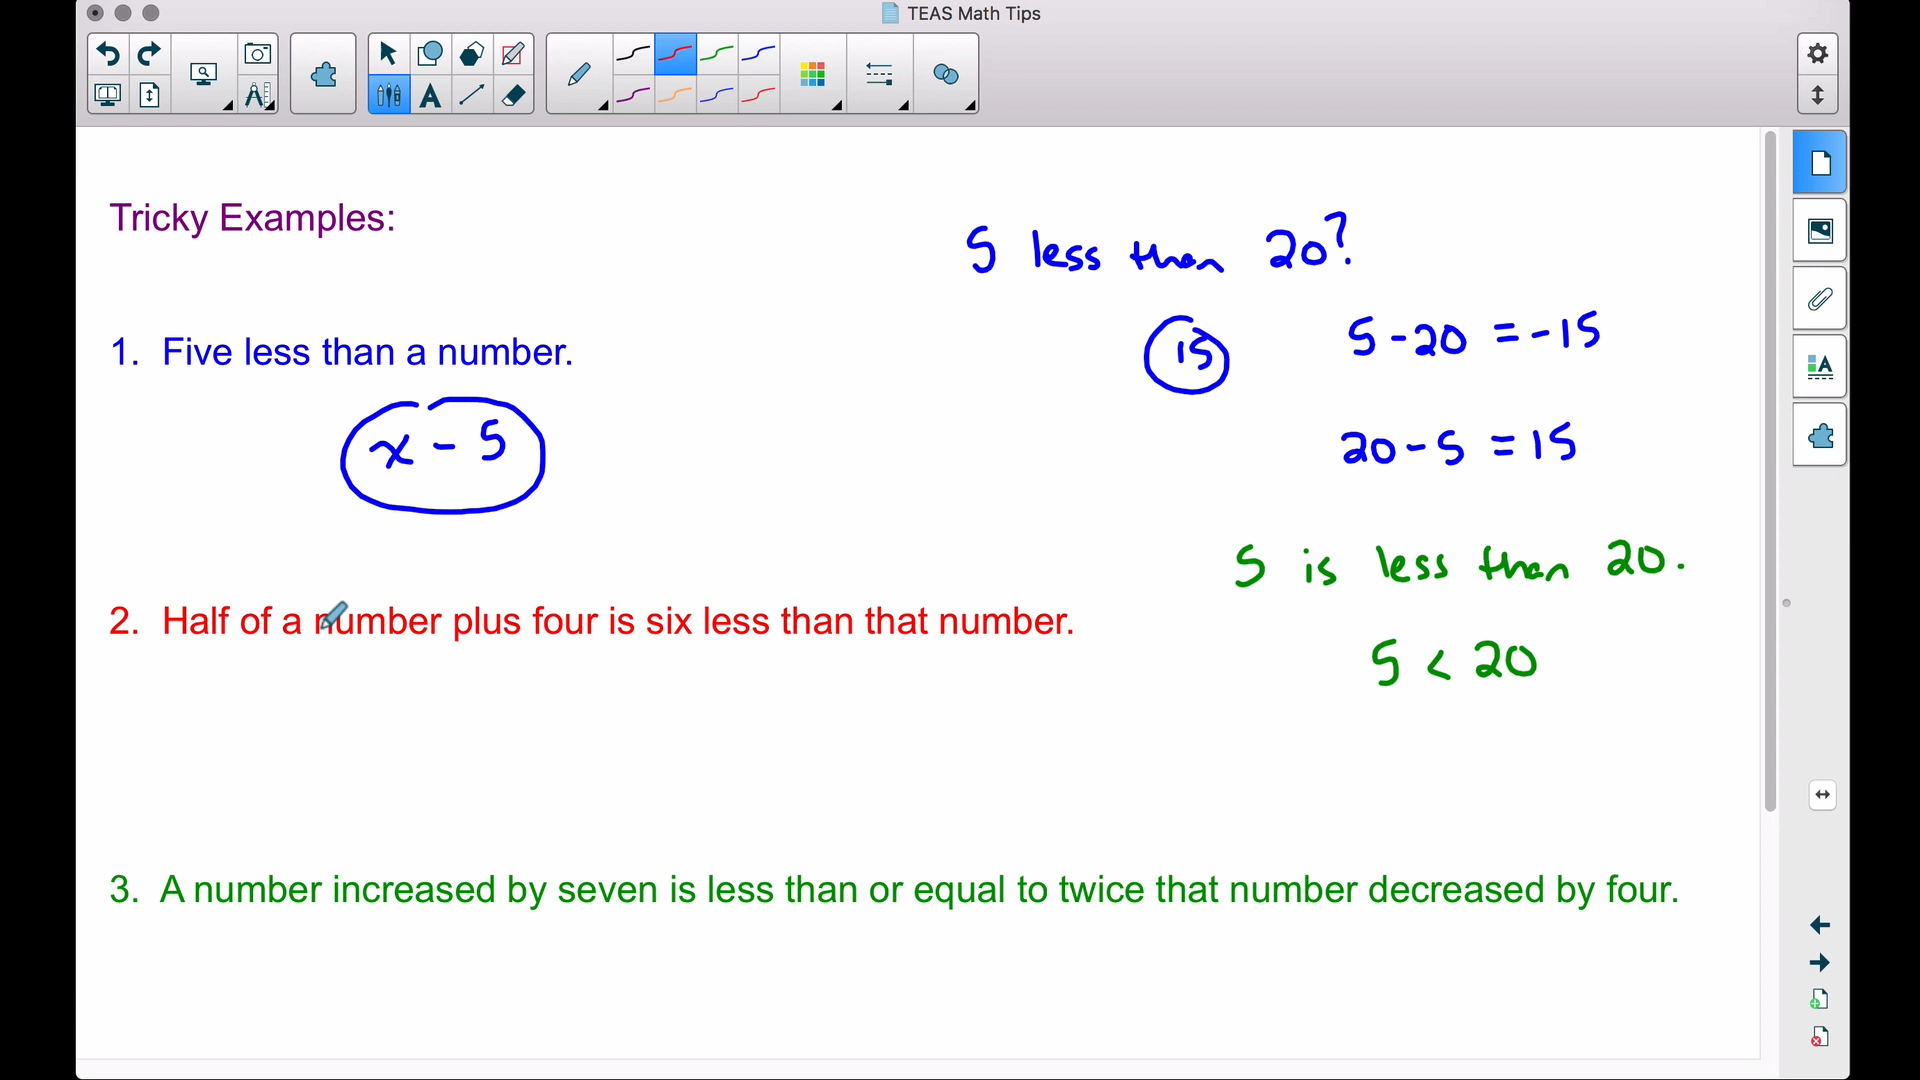 TEAS Math Tips
Tricky Examples:
5 less than 20?
1. Five less than a number.
15
5 - 20 = -15
x - 5
20 - 5 = 15
5 is less than 20.
2. Half of a number plus four is six less than that number.
5 < 20
3. A number increased by seven is less than or equal to twice that number decreased by four.